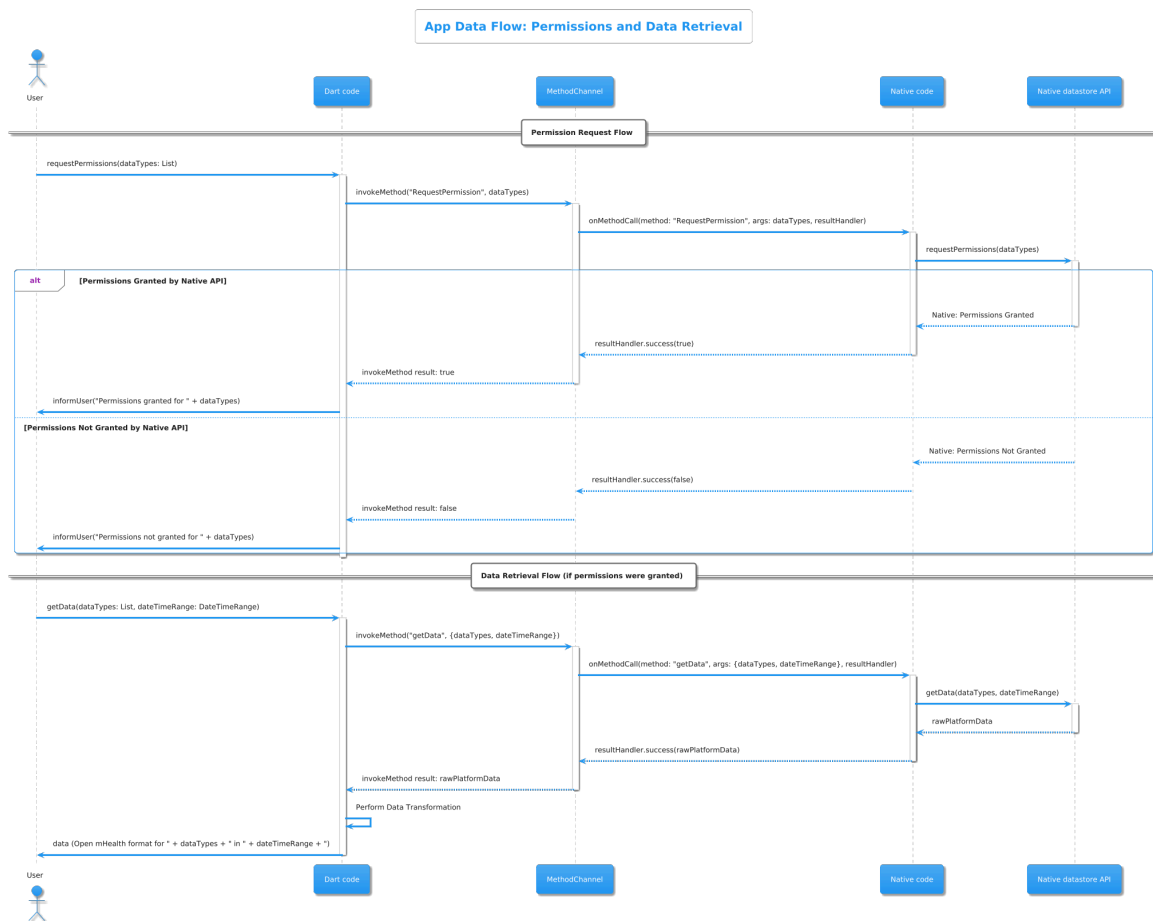 App Data Flow: Permissions and Data Retrieval
User
Dart code
MethodChannel
Native code
Native datastore API
Permission Request Flow
requestPermissions(dataTypes: List)
invokeMethod("RequestPermission", dataTypes)
onMethodCall(method: "RequestPermission", args: dataTypes, resultHandler)
requestPermissions(dataTypes)
alt
[Permissions Granted by Native API]
Native: Permissions Granted
resultHandler.success(true)
invokeMethod result: true
informUser("Permissions granted for " + dataTypes)
[Permissions Not Granted by Native API]
Native: Permissions Not Granted
resultHandler.success(false)
invokeMethod result: false
informUser("Permissions not granted for " + dataTypes)
Data Retrieval Flow (if permissions were granted)
getData(dataTypes: List, dateTimeRange: DateTimeRange)
invokeMethod("getData", {dataTypes, dateTimeRange})
onMethodCall(method: "getData", args: {dataTypes, dateTimeRange}, resultHandler)
getData(dataTypes, dateTimeRange)
rawPlatformData
resultHandler.success(rawPlatformData)
invokeMethod result: rawPlatformData
Perform Data Transformation
data (Open mHealth format for " + dataTypes + " in " + dateTimeRange + ")
User
Dart code
MethodChannel
Native code
Native datastore API